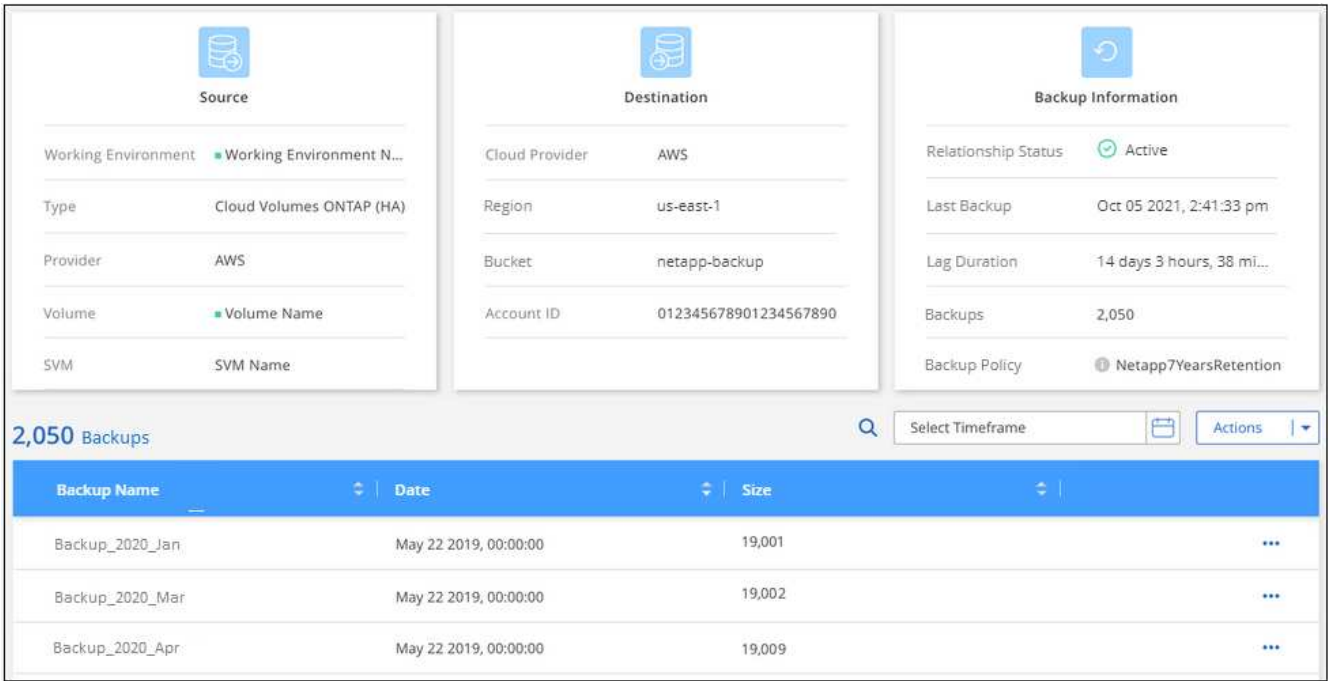 Source
Working Environment Working Environment N...
Type Cloud Volumes ONTAP (HA)
Provider AWS
Volume Volume Name
SVM SVM Name
Destination
Cloud Provider AWS
Region us-east-1
Bucket netapp-backup
Account ID 012345678901234567890
Backup Information
Relationship Status Active
Last Backup Oct 05 2021, 2:41:33 pm
Lag Duration 14 days 3 hours, 38 mi...
Backups 2,050
Backup Policy Netapp7YearsRetention
2,050 Backups
Select Timeframe
Actions
Backup Name Date Size
Backup_2020_Jan May 22 2019, 00:00:00 19,001
Backup_2020_Mar May 22 2019, 00:00:00 19,002
Backup_2020_Apr May 22 2019, 00:00:00 19,009